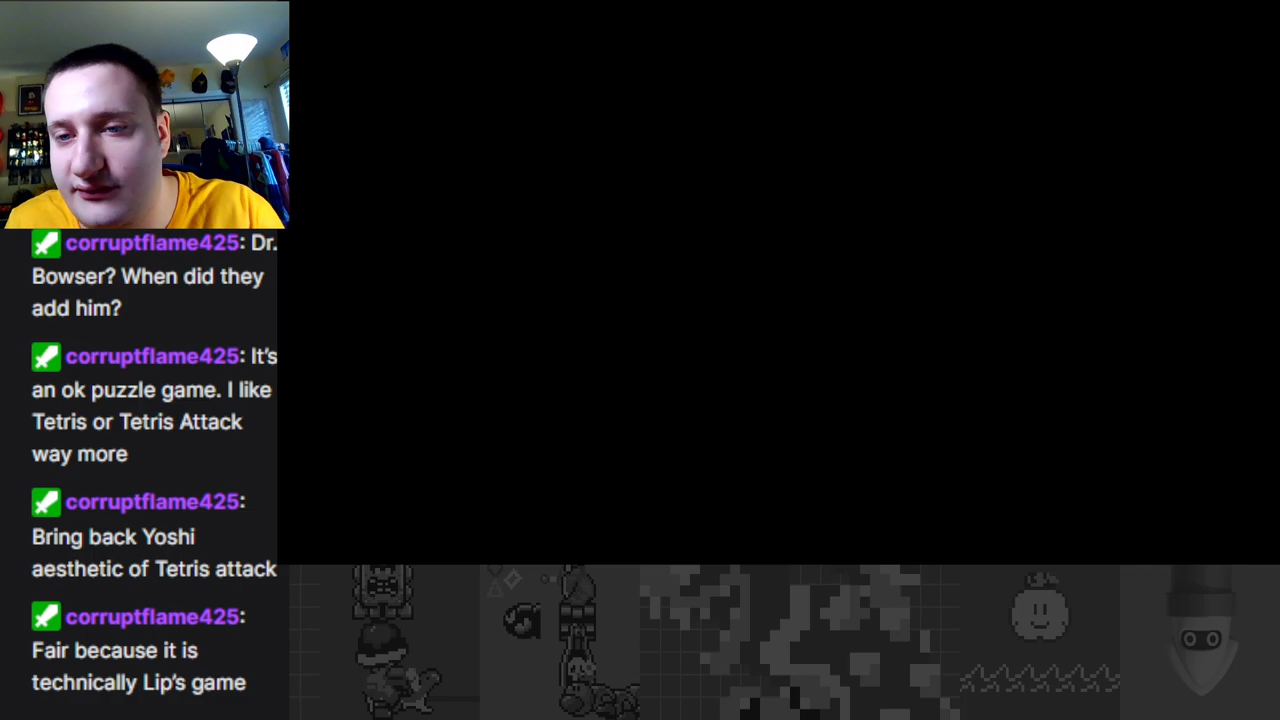 corruptflame425: Dr.
Bowser? When did they
add him?
corruptflame425: It's
an ok puzzle game. I like
Tetris or Tetris Attack
way more
corruptflame425:
Bring back Yoshi
aesthetic of Tetris attack
corruptflame425:
Fair because it is
technically Lip's game